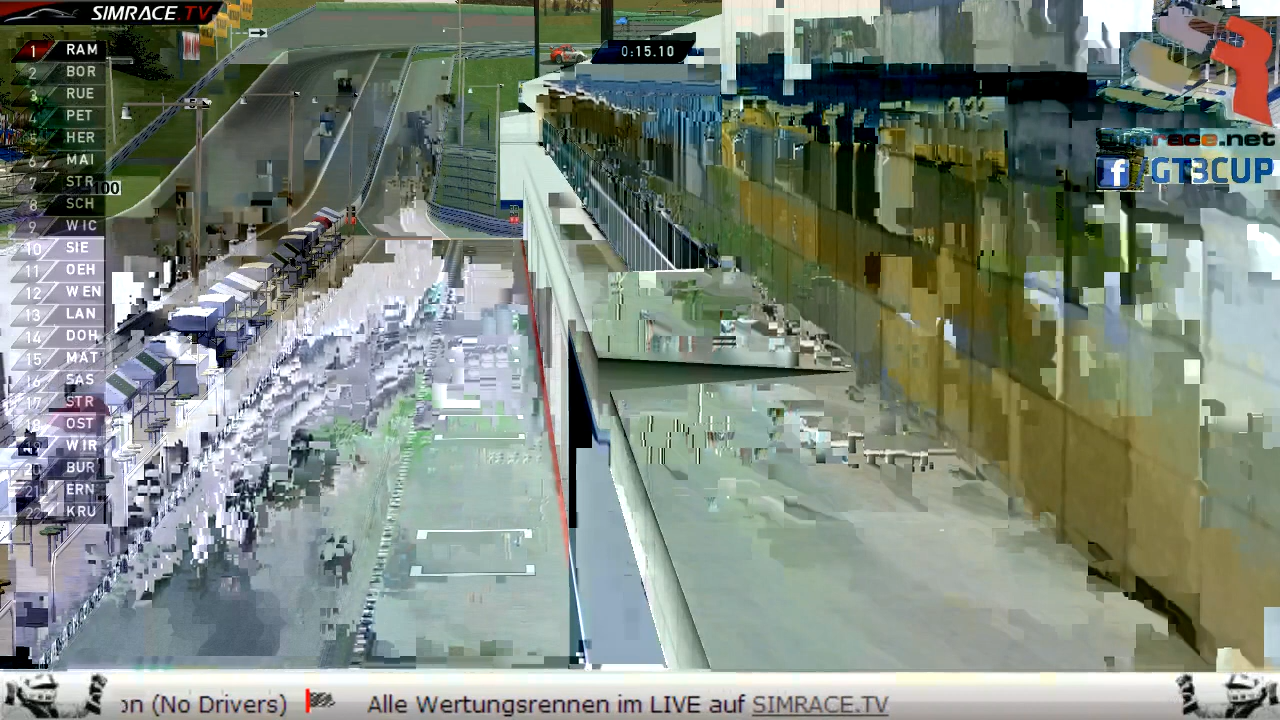 SIMRACE.TV
0:15.10
1 RAM
2 BOR
3 RUE
4 PET
5 HER
6 MAI
7 STR
8 SCH
9 WIC
10 SIE
11 OEH
12 WEN
13 LAN
14 DOH
15 MAT
16 SAS
17 STR
18 OST
WIR
20 BUR
21 ERN
22 KRU
100
simrace.net
f/GT3CUP
on (No Drivers) Alle Wertungsrennen im LIVE auf SIMRACE.TV